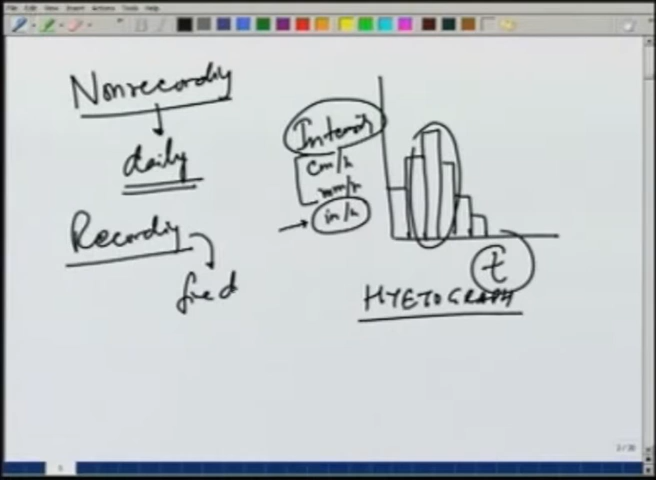 Nonrecording
daily
Recording
fixed
Intensity
cm/h
mm/h
in/h
t
HYETOGRAPH